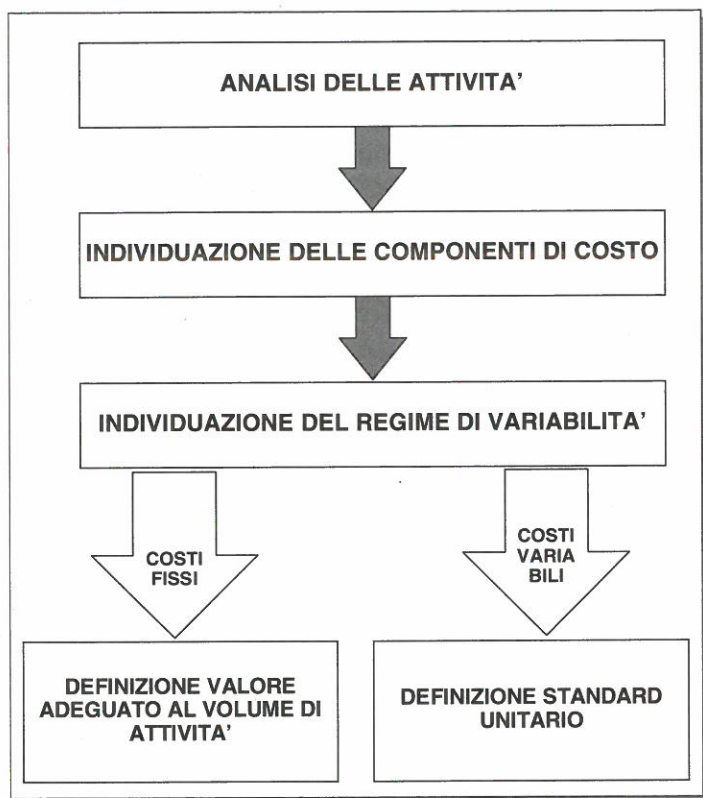 ANALISI DELLE ATTIVITA'
INDIVIDUAZIONE DELLE COMPONENTI DI COSTO
INDIVIDUAZIONE DEL REGIME DI VARIABILITA'
COSTI
FISSI
COSTI
VARIA
BILI
DEFINIZIONE VALORE
ADEGUATO AL VOLUME DI
ATTIVITA'
DEFINIZIONE STANDARD
UNITARIO